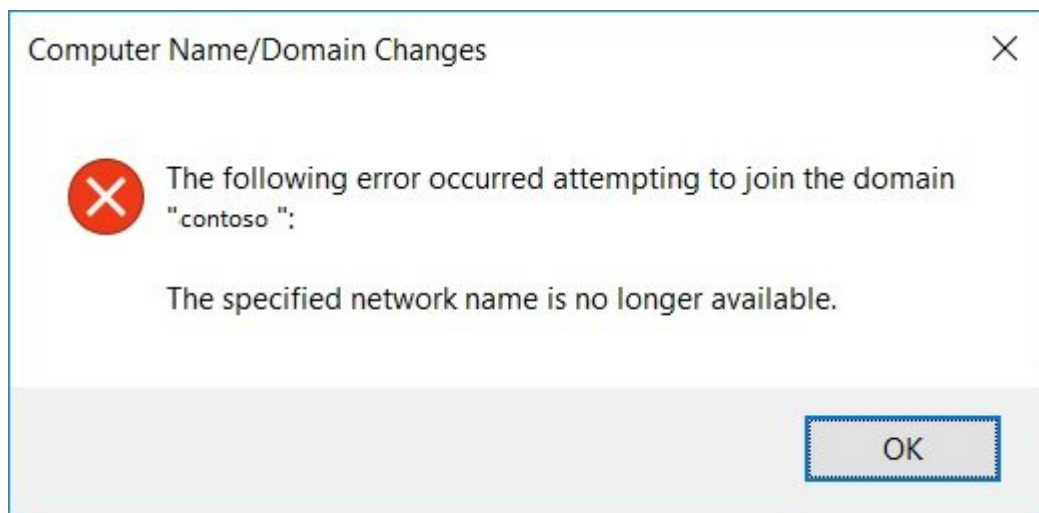 Computer Name/Domain Changes
The following error occurred attempting to join the domain
"contoso ":
The specified network name is no longer available.
OK